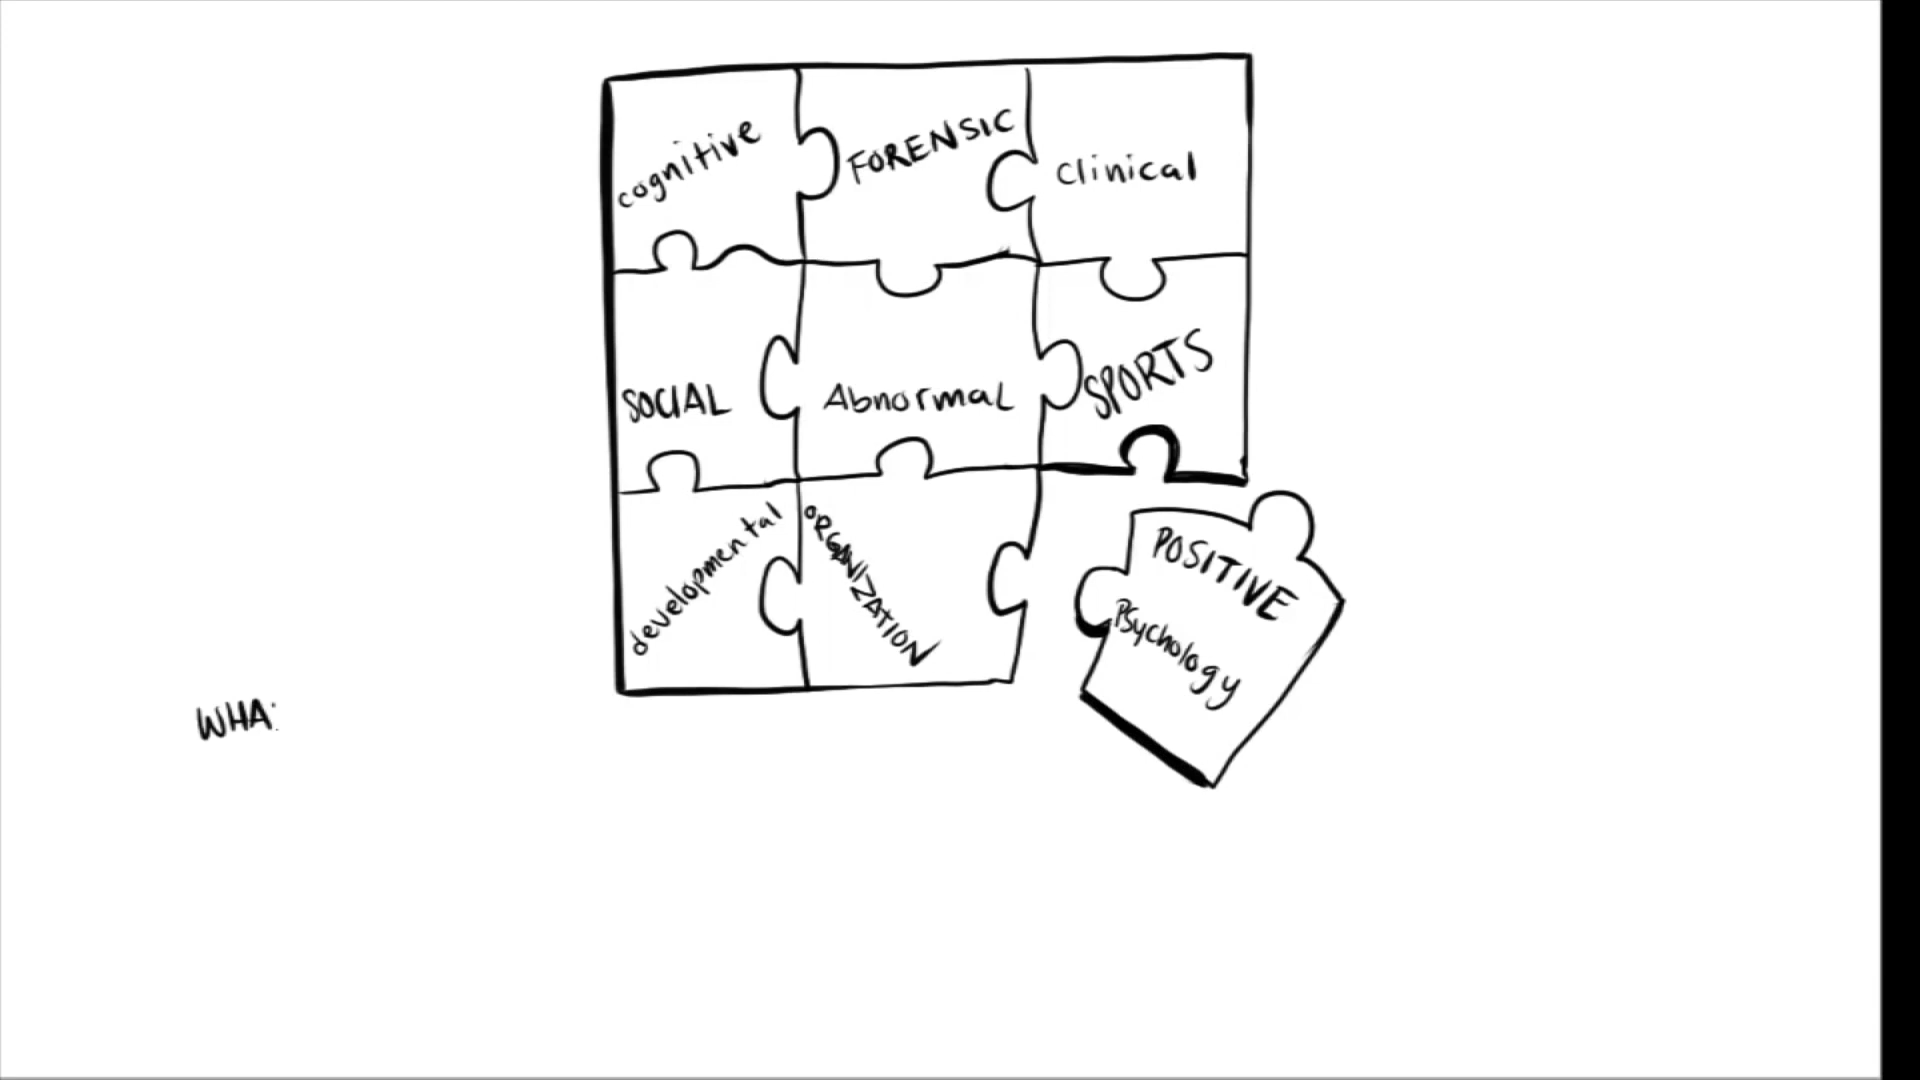 cognitive
FORENSIC
Clinical
SOCIAL
Abnormal
SPORTS
developmental
ORGANIZATION
POSITIVE
Psychology
WHA